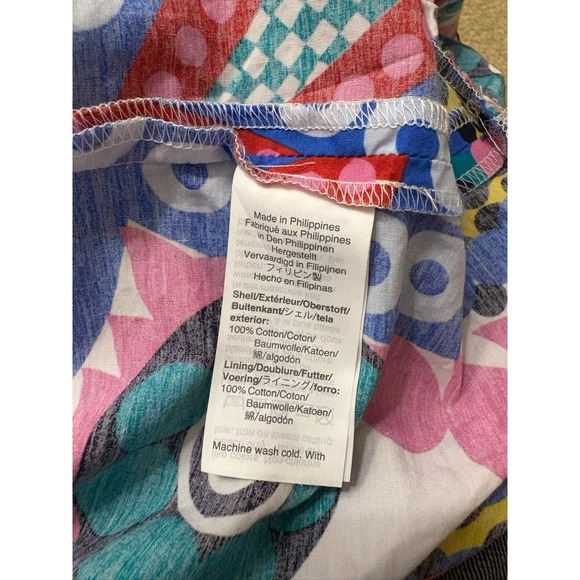 Made in Philippines
Fabriqué aux Philippines
in Den Philippinen
Hergestellt
Vervaardigd in Filipijnen
フィリピン製
Hecho en Filipinas
Shell/Extérieur/Oberstoff/
Buitenkant/シェル/tela
exterior:
100% Cotton/Coton/
Baumwolle/Katoen/
綿/algodón
Lining/Doublure/Futter/
Voering/ライニング/forro:
100% Cotton/Coton/
Baumwolle/Katoen/
綿/algodón
Machine wash cold. With